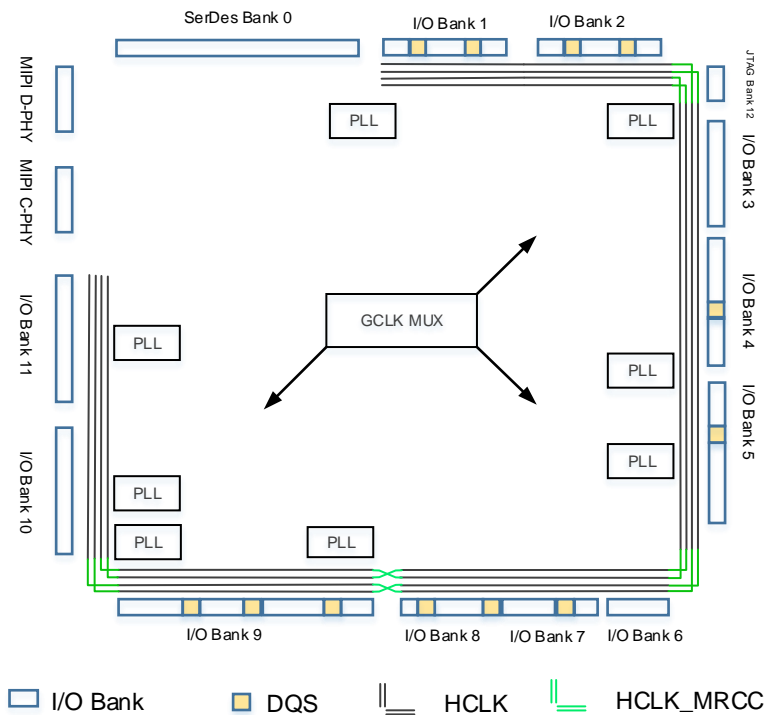 SerDes Bank 0
I/O Bank 1
I/O Bank 2
MIPI D-PHY
JTAG Bank12
PLL
PLL
I/O Bank 3
MIPI C-PHY
I/O Bank 4
GCLK MUX
I/O Bank 11
PLL
PLL
I/O Bank 5
PLL
I/O Bank 10
PLL
PLL
PLL
I/O Bank 9
I/O Bank 8
I/O Bank 7
I/O Bank 6
I/O Bank
DQS
HCLK
HCLK_MRCC